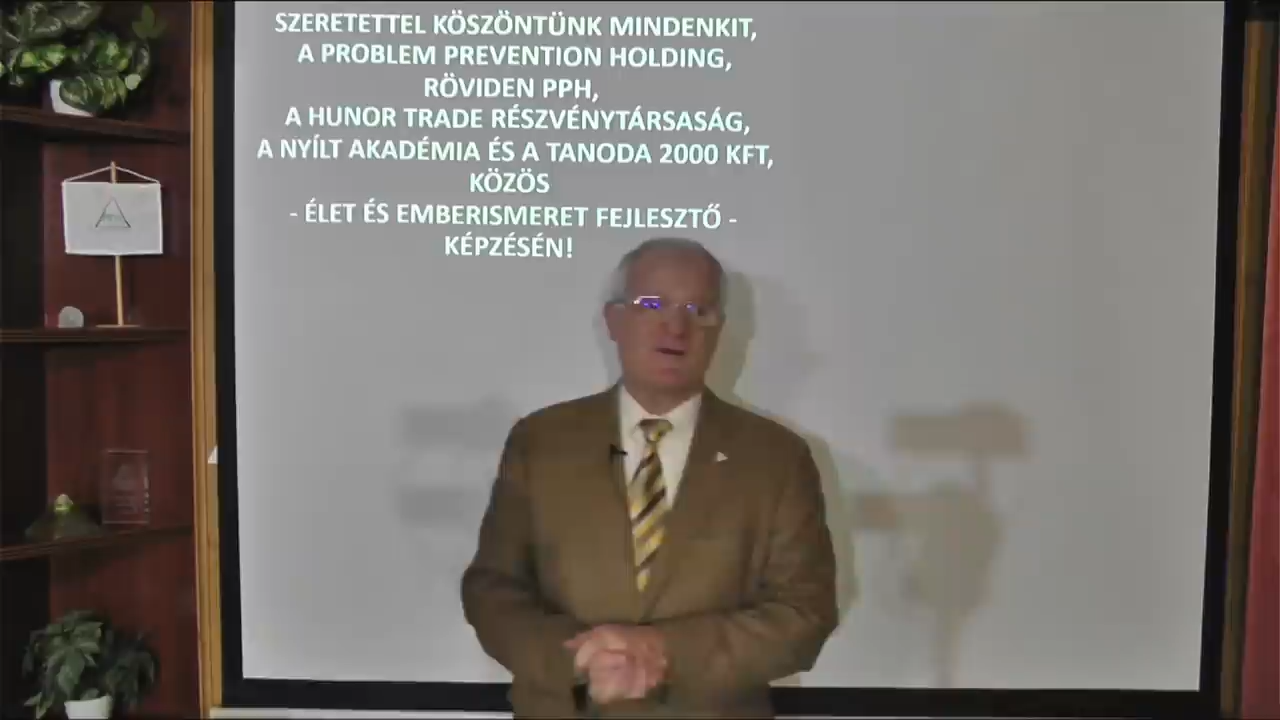 SZERETETTEL KÖSZÖNTÜNK MINDENKIT,
A PROBLEM PREVENTION HOLDING,
RÖVIDEN PPH,
A HUNOR TRADE RÉSZVÉNYTÁRSASÁG,
A NYÍLT AKADÉMIA ÉS A TANODA 2000 KFT,
KÖZÖS
- ÉLET ÉS EMBERISMERET FEJLESZTŐ -
KÉPZÉSÉN!